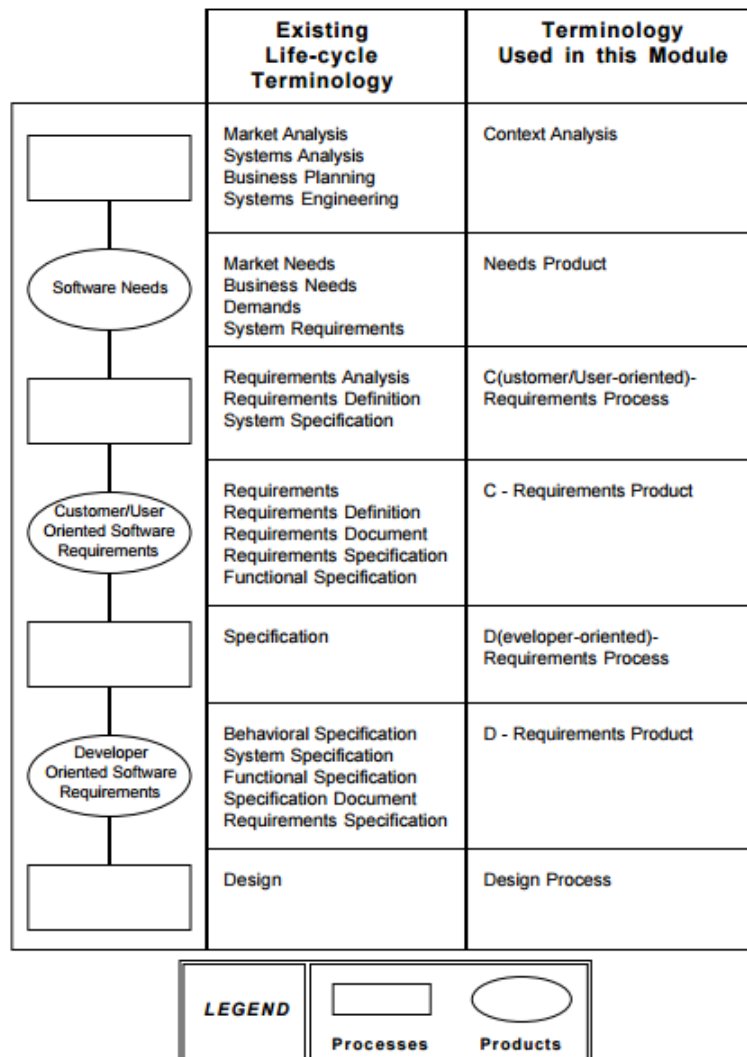 Existing
Life-cycle
Terminology
Terminology
Used in this Module
Market Analysis
Systems Analysis
Business Planning
Systems Engineering
Context Analysis
Software Needs
Market Needs
Business Needs
Demands
System Requirements
Needs Product
Requirements Analysis
Requirements Definition
System Specification
C(ustomer/User-oriented)-
Requirements Process
Customer/User
Oriented Software
Requirements
Requirements
Requirements Definition
Requirements Document
Requirements Specification
Functional Specification
C - Requirements Product
Specification
D(eveloper-oriented)-
Requirements Process
Developer
Oriented Software
Requirements
Behavioral Specification
System Specification
Functional Specification
Specification Document
Requirements Specification
D - Requirements Product
Design
Design Process
LEGEND
Processes
Products